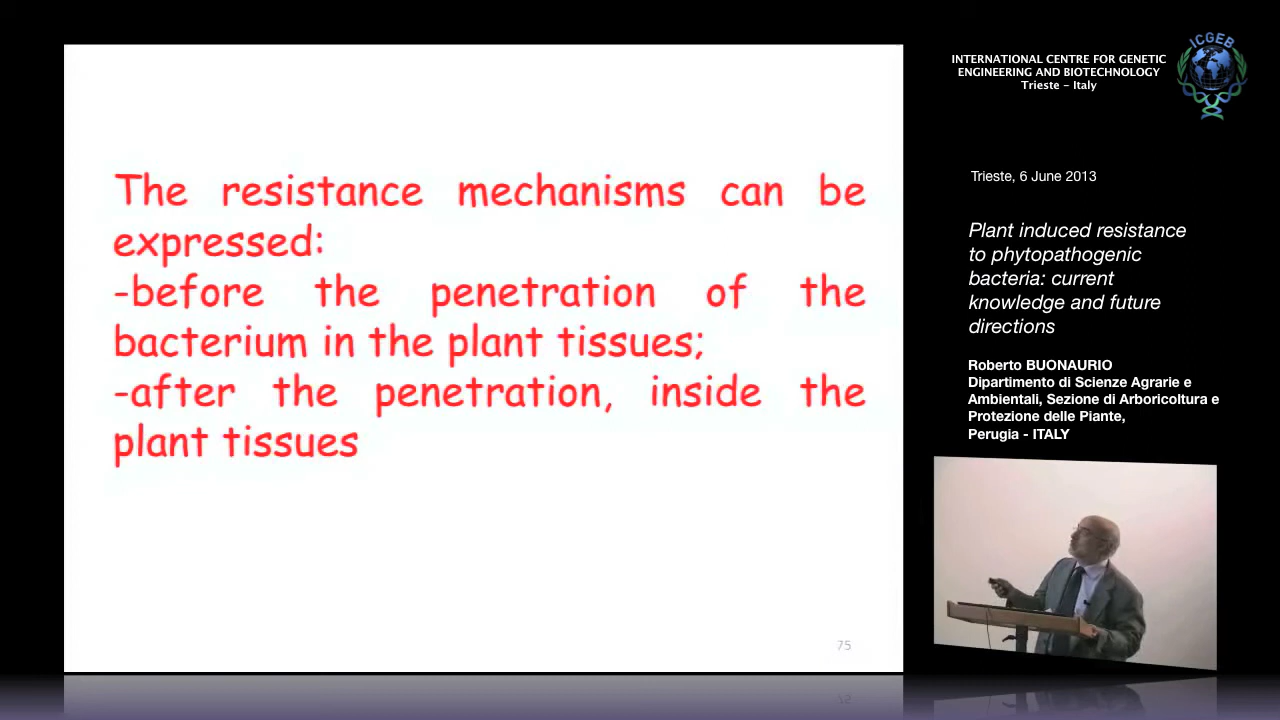 The resistance mechanisms can be
expressed:
-before the penetration of the
bacterium in the plant tissues;
-after the penetration, inside the
plant tissues
75
INTERNATIONAL CENTRE FOR GENETIC
ENGINEERING AND BIOTECHNOLOGY
Trieste - Italy
ICGEB
Trieste, 6 June 2013
Plant induced resistance
to phytopathogenic
bacteria: current
knowledge and future
directions
Roberto BUONAURIO
Dipartimento di Scienze Agrarie e
Ambientali, Sezione di Arboricoltura e
Protezione delle Piante,
Perugia - ITALY